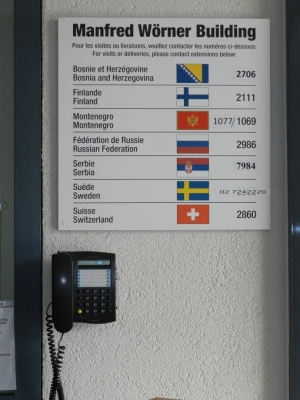 Manfred Wörner Building
Pour les visites ou livraisons, veuillez contacter les numéros ci-dessous.
For visits or deliveries, please contact extensions below:
Bosnie et Herzégovine
Bosnia and Herzegovina
2706
Finlande
Finland
2111
Montenegro
Montenegro
1077/1069
Fédération de Russie
Russian Federation
2986
Serbie
Serbia
7984
Suède
Sweden
02 7242220
Suisse
Switzerland
2860